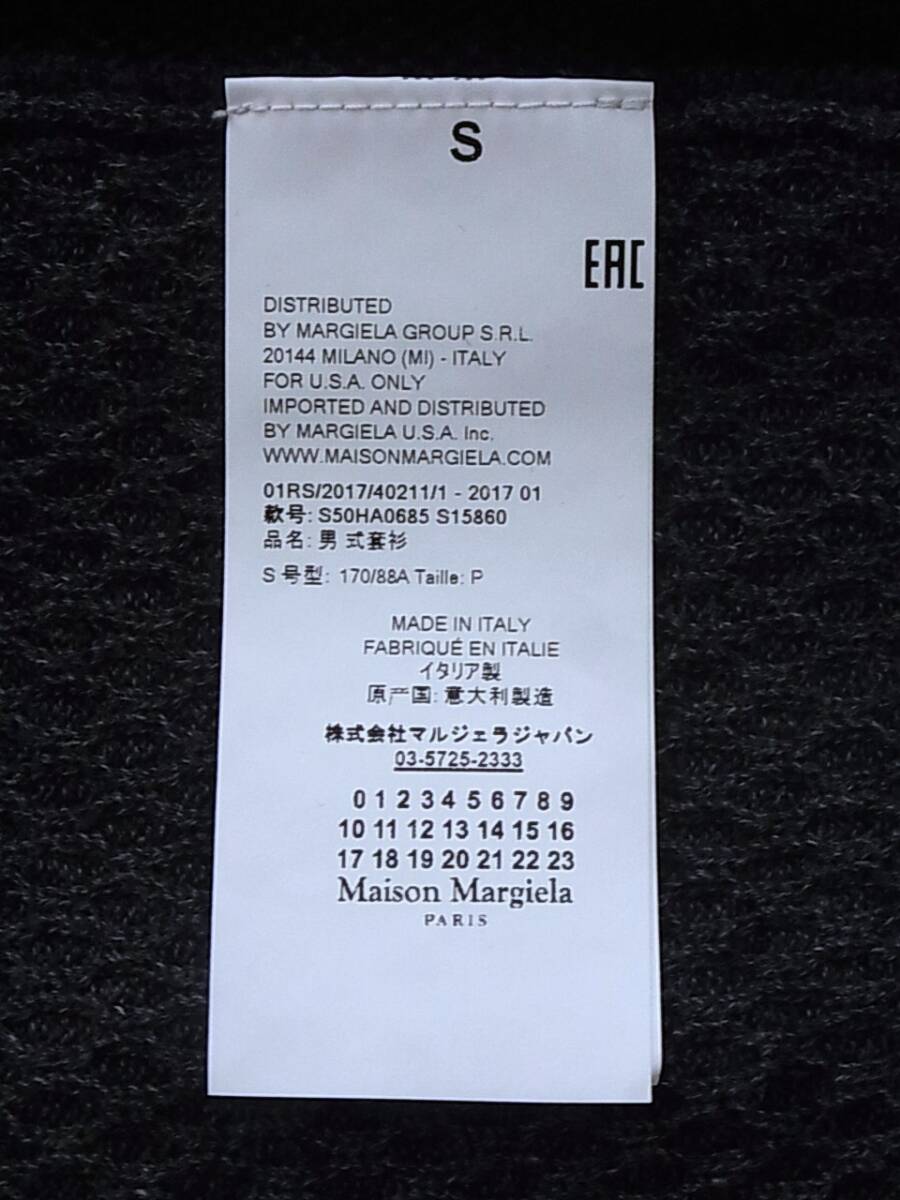 S
EAC
DISTRIBUTED
BY MARGIELA GROUP S.R.L.
20144 MILANO (MI) - ITALY
FOR U.S.A. ONLY
IMPORTED AND DISTRIBUTED
BY MARGIELA U.S.A. Inc.
WWW.MAISONMARGIELA.COM
01RS/2017/40211/1 - 2017 01
款号: S50HA0685 S15860
品名: 男 式套衫
S 号型: 170/88A Taille: P
MADE IN ITALY
FABRIQUÉ EN ITALIE
イタリア製
原产国: 意大利製造
株式会社マルジェラジャパン
03-5725-2333
0 1 2 3 4 5 6 7 8 9
10 11 12 13 14 15 16
17 18 19 20 21 22 23
Maison Margiela
PARIS